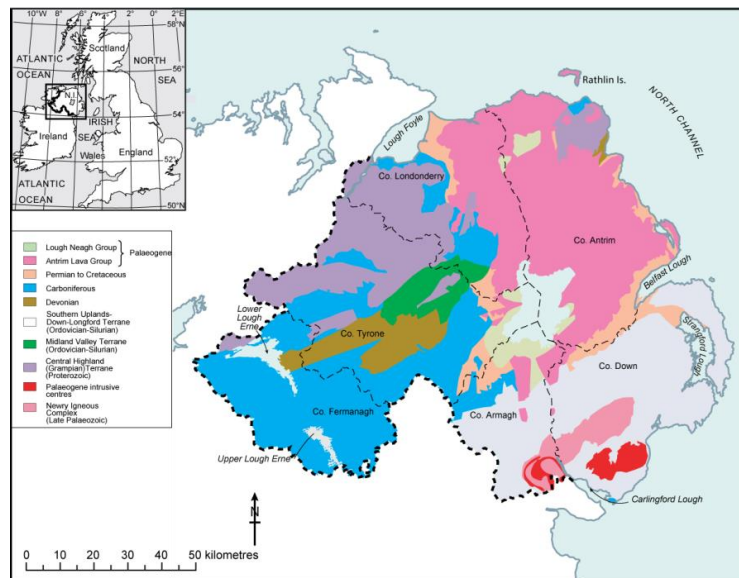 10°W 8° 6° 4° 2° 0° 2°E
58°N
56°
54°
52°
50°N
Scotland
ATLANTIC
OCEAN
NORTH
SEA
N.I.
IRISH
SEA
Ireland
Wales
England
ATLANTIC
OCEAN
Rathlin Is.
NORTH CHANNEL
Lough Foyle
Co. Londonderry
Co. Antrim
Belfast Lough
Strangford Lough
Lower
Lough
Erne
Co. Tyrone
Co. Down
Co. Fermanagh
Co. Armagh
Upper Lough Erne
Carlingford Lough
Lough Neagh Group
Antrim Lava Group
Palaeogene
Permian to Cretaceous
Carboniferous
Devonian
Southern Uplands-
Down-Longford Terrane
(Ordovician-Silurian)
Midland Valley Terrane
(Ordovician-Silurian)
Central Highland
(Grampian)Terrane
(Proterozoic)
Palaeogene intrusive
centres
Newry Igneous
Complex
(Late Palaeozoic)
N
0 10 20 30 40 50 kilometres